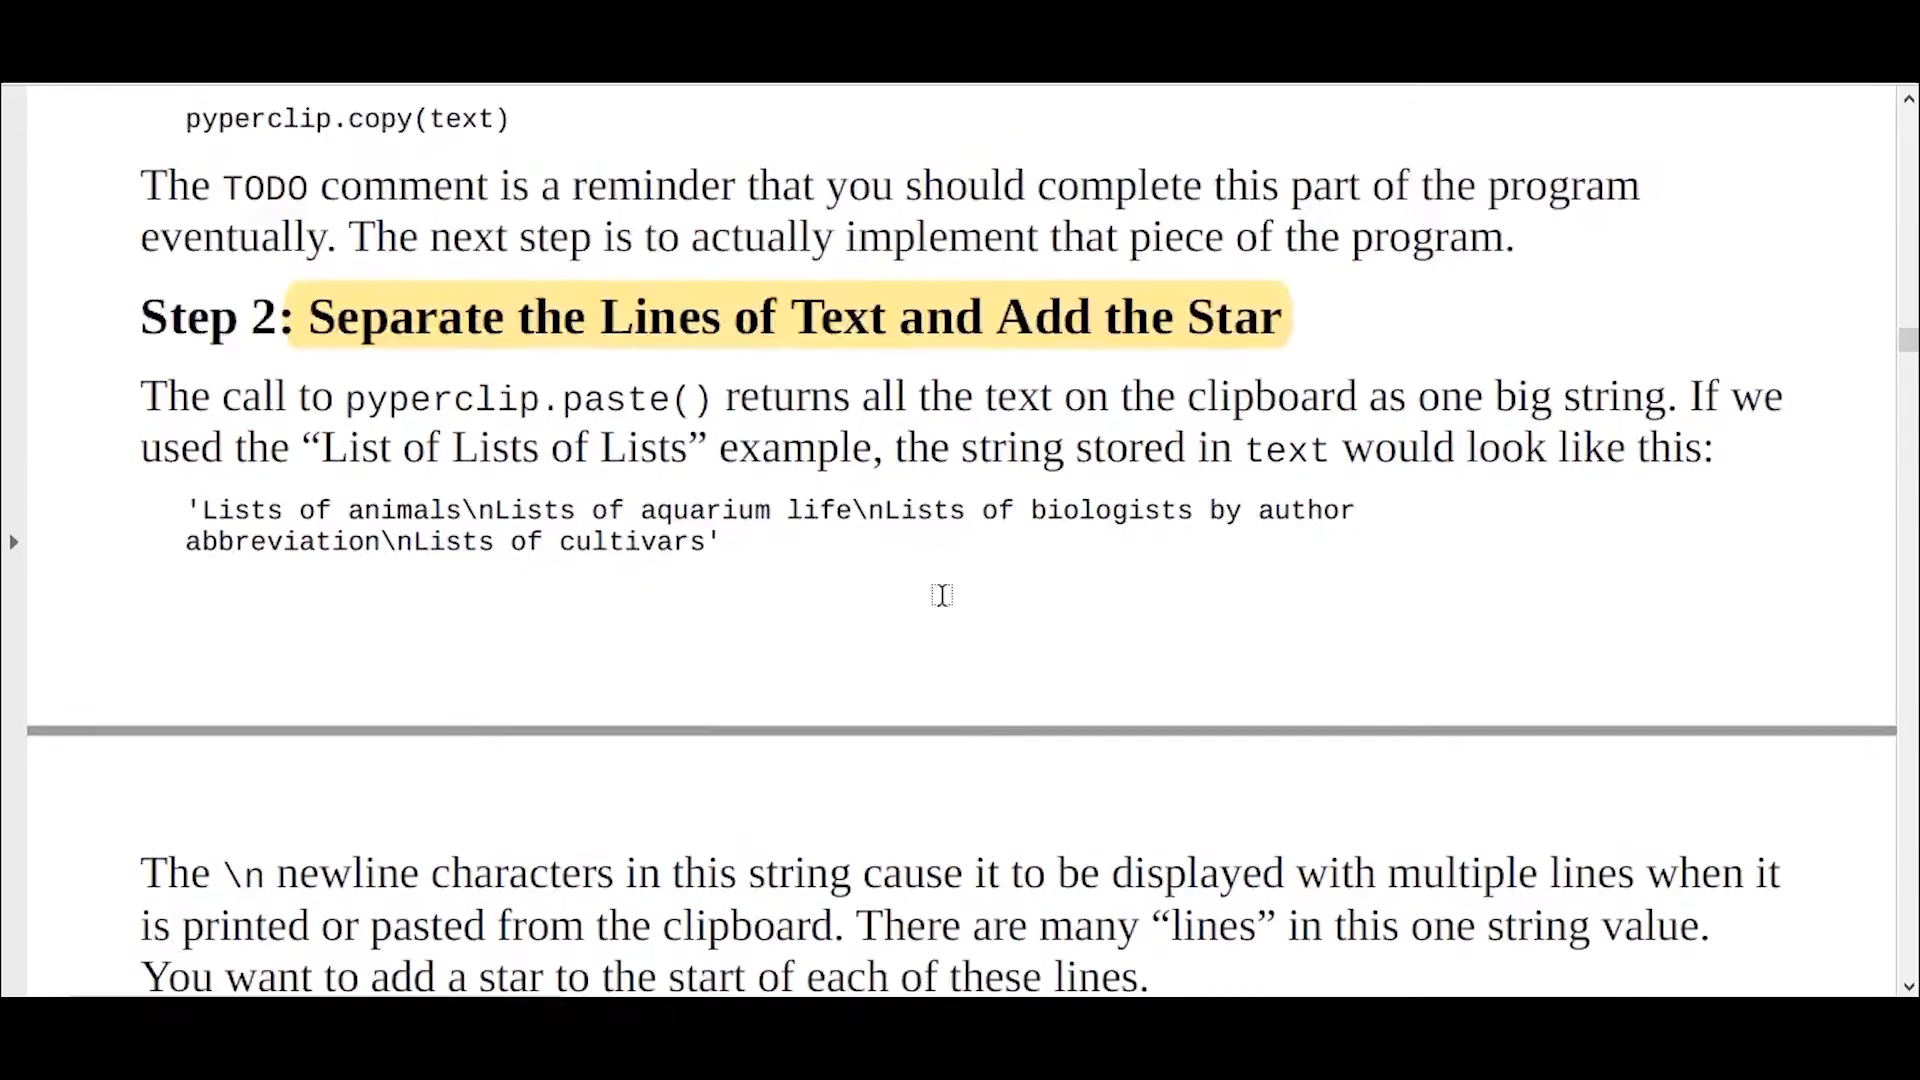 pyperclip.copy(text)
The TODO comment is a reminder that you should complete this part of the program
eventually. The next step is to actually implement that piece of the program.
Step 2: Separate the Lines of Text and Add the Star
The call to pyperclip.paste() returns all the text on the clipboard as one big string. If we
used the “List of Lists of Lists” example, the string stored in text would look like this:
'Lists of animals\nLists of aquarium life\nLists of biologists by author
abbreviation\nLists of cultivars'
The \n newline characters in this string cause it to be displayed with multiple lines when it
is printed or pasted from the clipboard. There are many “lines” in this one string value.
You want to add a star to the start of each of these lines.